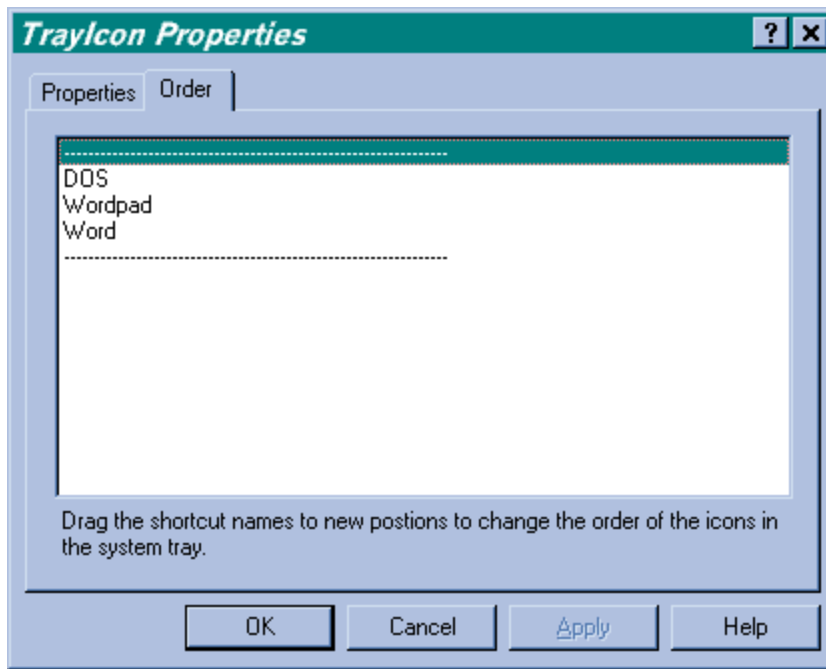 TrayIcon Properties
Properties Order
---------------------------------------------------------------
DOS
Wordpad
Word
---------------------------------------------------------------
Drag the shortcut names to new postions to change the order of the icons in
the system tray.
OK Cancel Apply Help